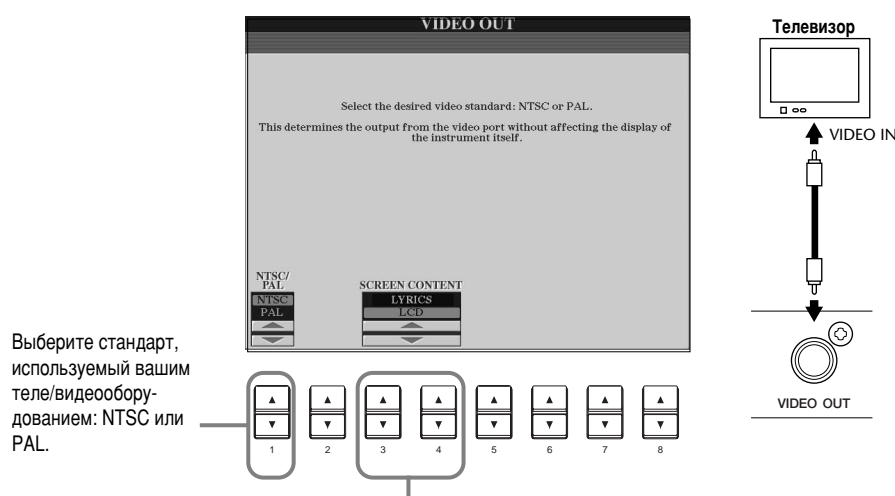 VIDEO OUT
Select the desired video standard: NTSC or PAL.
This determines the output from the video port without affecting the display of
the instrument itself.
NTSC/
PAL
NTSC
PAL
SCREEN CONTENT
LYRICS
LCD
Телевизор
VIDEO IN
VIDEO OUT
Выберите стандарт,
используемый вашим
теле/видеообору-
дованием: NTSC или
PAL.
1 2 3 4 5 6 7 8